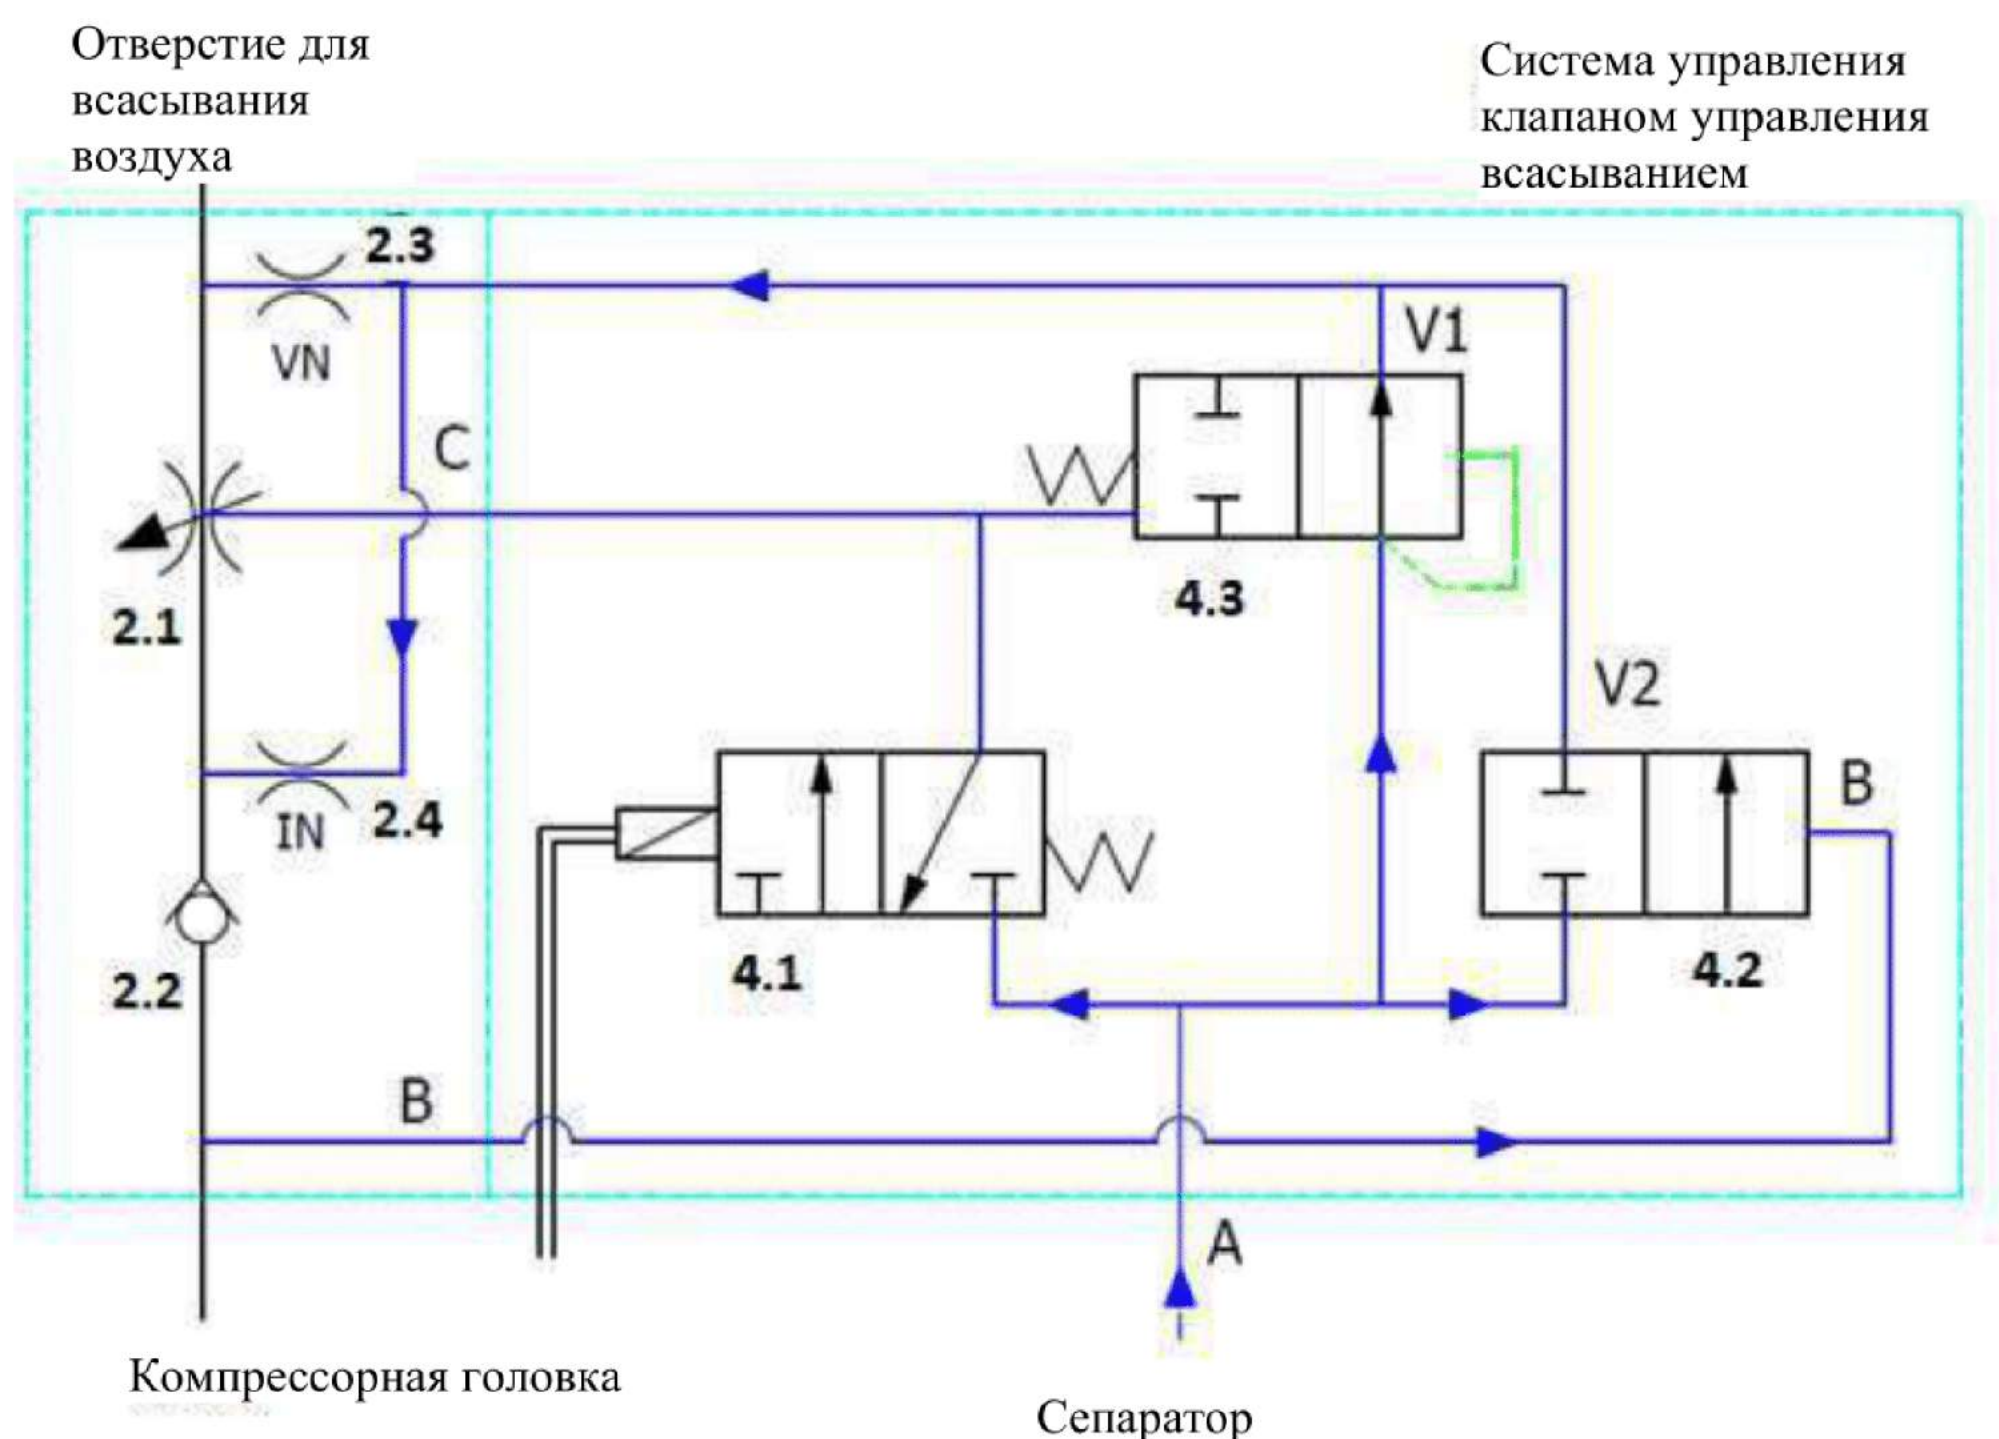 Отверстие для
всасывания
воздуха
Система управления
клапаном управления
всасыванием
2.3
VN
V1
C
4.3
2.1
V2
B
IN
2.4
4.1
4.2
2.2
B
A
Компрессорная головка
Сепаратор